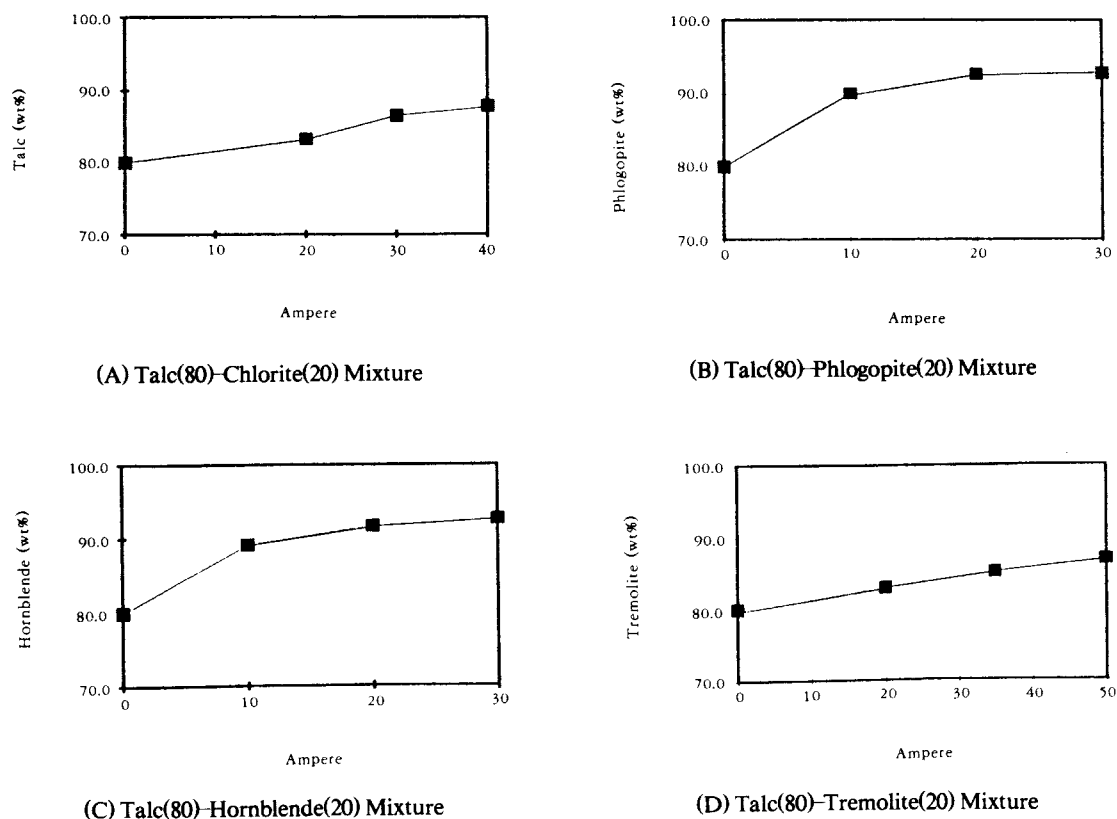 100.0
90.0
80.0
70.0
Talc (wt%)
0 10 20 30 40
Ampere
(A) Talc(80)-Chlorite(20) Mixture
100.0
90.0
80.0
70.0
Phlogopite (wt%)
0 10 20 30
Ampere
(B) Talc(80)-Phlogopite(20) Mixture
100.0
90.0
80.0
70.0
Hornblende (wt%)
0 10 20 30
Ampere
(C) Talc(80)-Hornblende(20) Mixture
100.0
90.0
80.0
70.0
Tremolite (wt%)
0 10 20 30 40 50
Ampere
(D) Talc(80)-Tremolite(20) Mixture